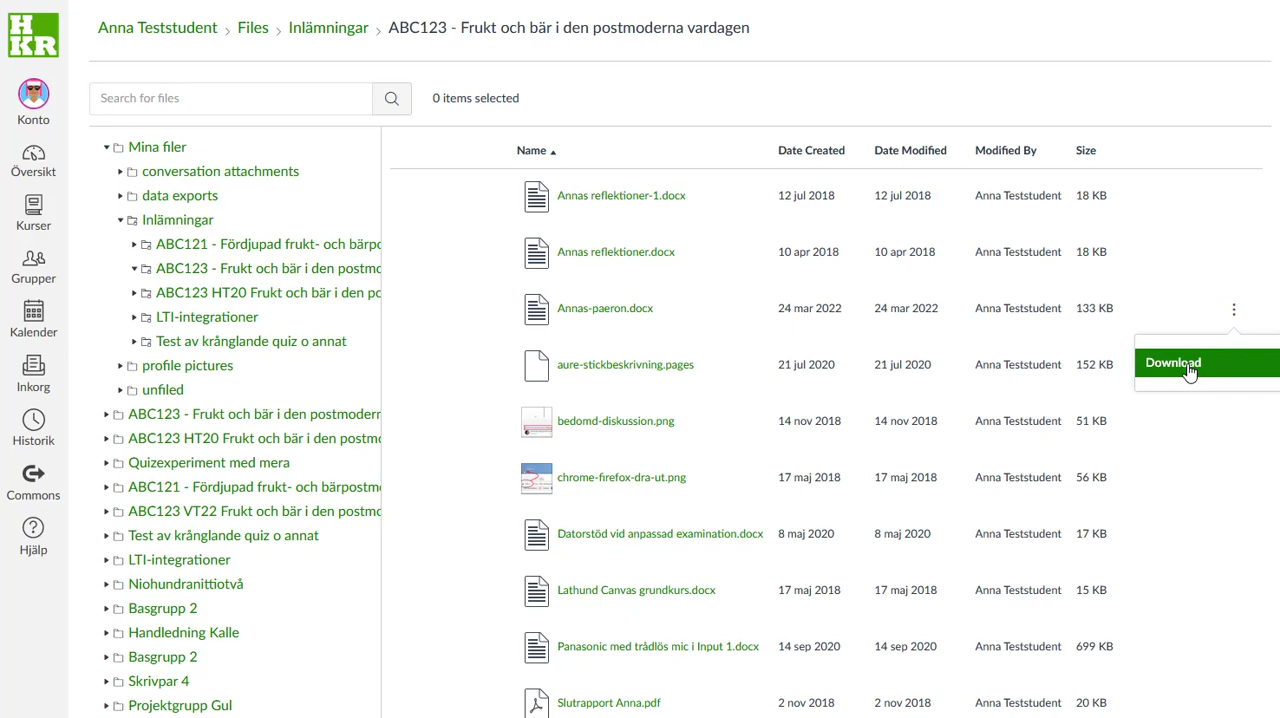 HKR
Anna Teststudent › Files › Inlämningar › ABC123 - Frukt och bär i den postmoderna vardagen
Search for files
0 items selected
Konto
Översikt
Kurser
Grupper
Kalender
Inkorg
Historik
Commons
Hjälp
Mina filer
conversation attachments
data exports
Inlämningar
ABC121 - Fördjupad frukt- och bärpo
ABC123 - Frukt och bär i den postmo
ABC123 HT20 Frukt och bär i den po
LTI-integrationer
Test av krånglande quiz o annat
profile pictures
unfiled
ABC123 - Frukt och bär i den postmodern
ABC123 HT20 Frukt och bär i den postmo
Quizexperiment med mera
ABC121 - Fördjupad frukt- och bärpostmo
ABC123 VT22 Frukt och bär i den postmo
Test av krånglande quiz o annat
LTI-integrationer
Niohundranittiotvå
Basgrupp 2
Handledning Kalle
Basgrupp 2
Skrivpar 4
Projektgrupp Gul
Name Date Created Date Modified Modified By Size
Annas reflektioner-1.docx 12 jul 2018 12 jul 2018 Anna Teststudent 18 KB
Annas reflektioner.docx 10 apr 2018 10 apr 2018 Anna Teststudent 18 KB
Annas-paeron.docx 24 mar 2022 24 mar 2022 Anna Teststudent 133 KB
aure-stickbeskrivning.pages 21 jul 2020 21 jul 2020 Anna Teststudent 152 KB
Download
bedomd-diskussion.png 14 nov 2018 14 nov 2018 Anna Teststudent 51 KB
chrome-firefox-dra-ut.png 17 maj 2018 17 maj 2018 Anna Teststudent 56 KB
Datorstöd vid anpassad examination.docx 8 maj 2020 8 maj 2020 Anna Teststudent 17 KB
Lathund Canvas grundkurs.docx 17 maj 2018 17 maj 2018 Anna Teststudent 15 KB
Panasonic med trådlös mic i Input 1.docx 14 sep 2020 14 sep 2020 Anna Teststudent 699 KB
Slutrapport Anna.pdf 2 nov 2018 2 nov 2018 Anna Teststudent 20 KB